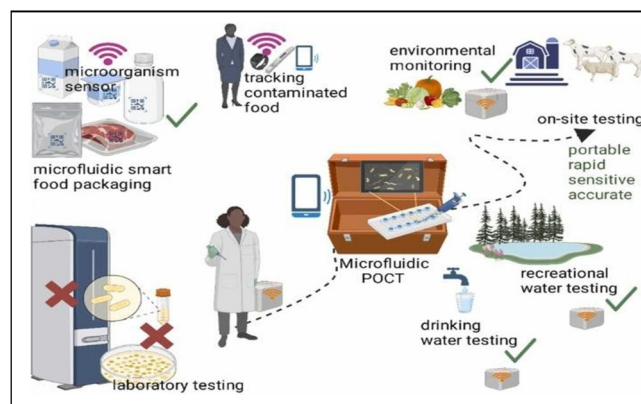 microorganism
sensor
microfluidic smart
food packaging
tracking
contaminated
food
environmental
monitoring
on-site testing
portable
rapid
sensitive
accurate
Microfluidic
POCT
recreational
water testing
drinking
water testing
laboratory testing